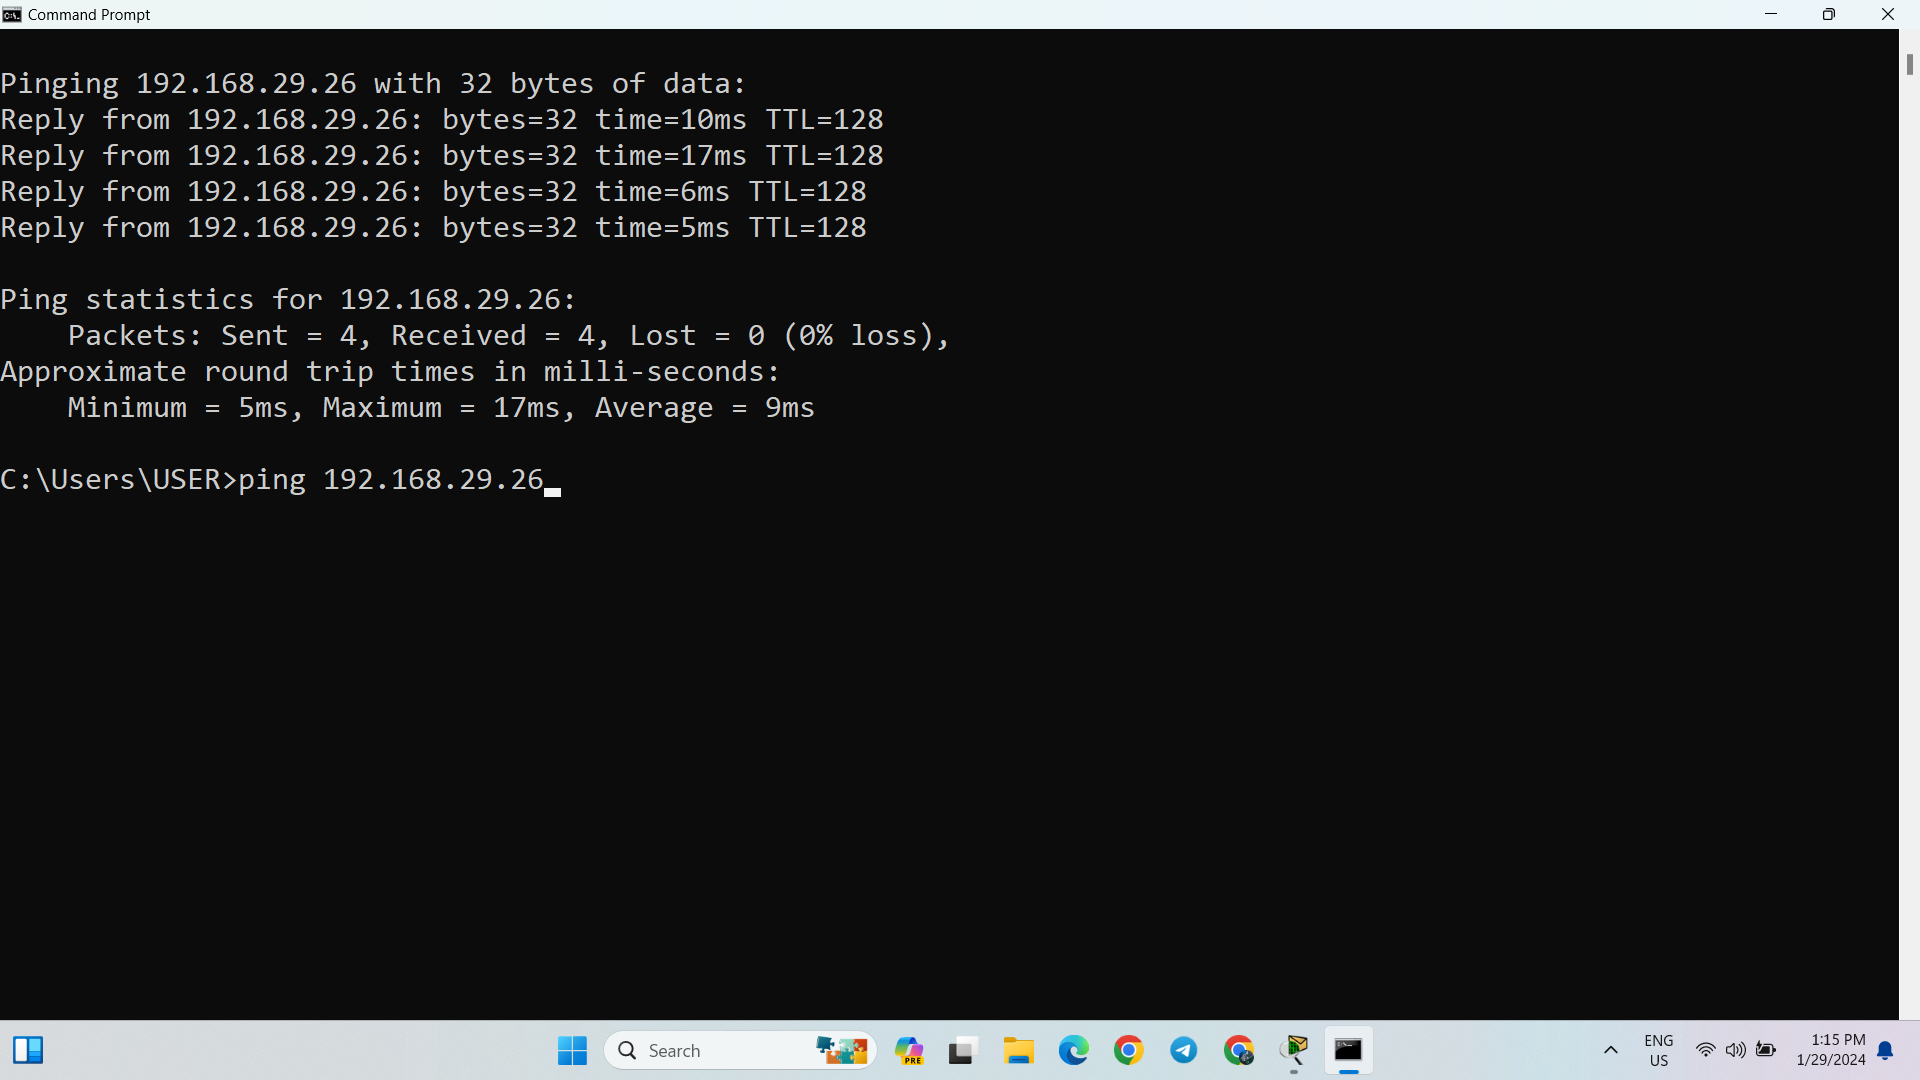 Command Prompt
Pinging 192.168.29.26 with 32 bytes of data:
Reply from 192.168.29.26: bytes=32 time=10ms TTL=128
Reply from 192.168.29.26: bytes=32 time=17ms TTL=128
Reply from 192.168.29.26: bytes=32 time=6ms TTL=128
Reply from 192.168.29.26: bytes=32 time=5ms TTL=128
Ping statistics for 192.168.29.26:
    Packets: Sent = 4, Received = 4, Lost = 0 (0% loss),
Approximate round trip times in milli-seconds:
    Minimum = 5ms, Maximum = 17ms, Average = 9ms
C:\Users\USER>ping 192.168.29.26
Search
PRE
ENG
US
1:15 PM
1/29/2024